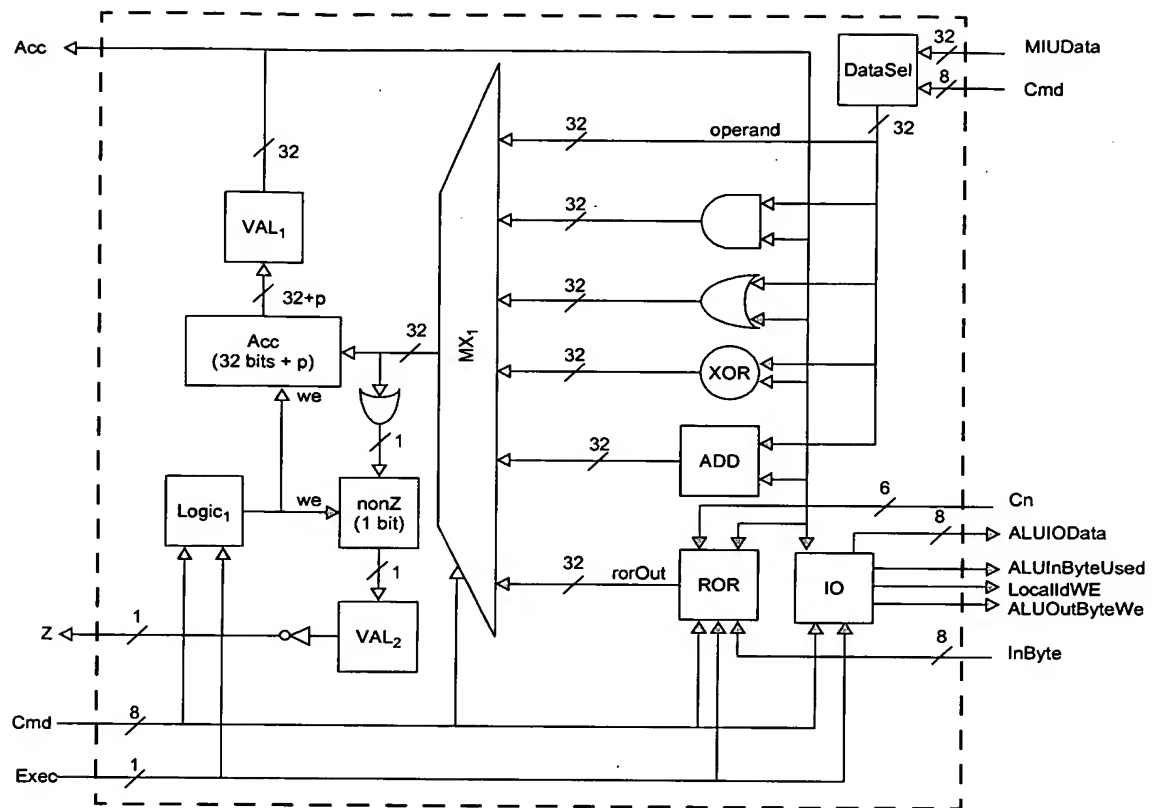 Acc
32
MIUData
DataSel
8
Cmd
32
32
operand
32
32
VAL₁
32+p
32
Acc
(32 bits + p)
32
MX₁
we
32
XOR
1
32
ADD
Logic₁
we
nonZ
(1 bit)
6
Cn
8
ALUIOData
1
32
rorOut
ROR
IO
ALUInByteUsed
LocalIdWE
ALUOutByteWe
Z
1
VAL₂
8
InByte
Cmd
8
Exec
1